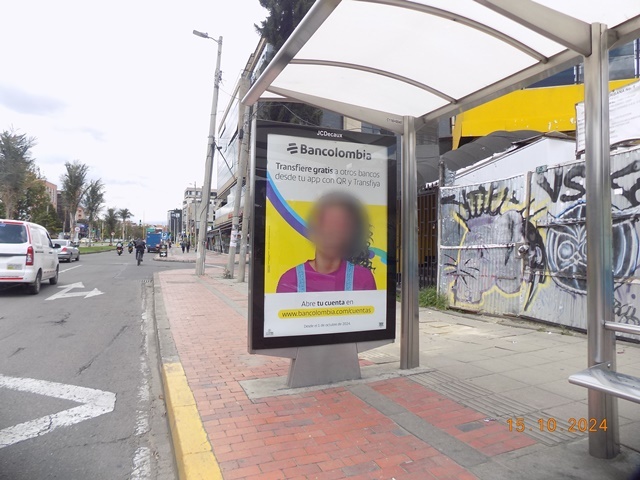 JCDecaux
Bancolombia
Transfiere gratis a otros bancos
desde tu app con QR y Transfiya
Abre tu cuenta en
www.bancolombia.com/cuentas
15 10 2024